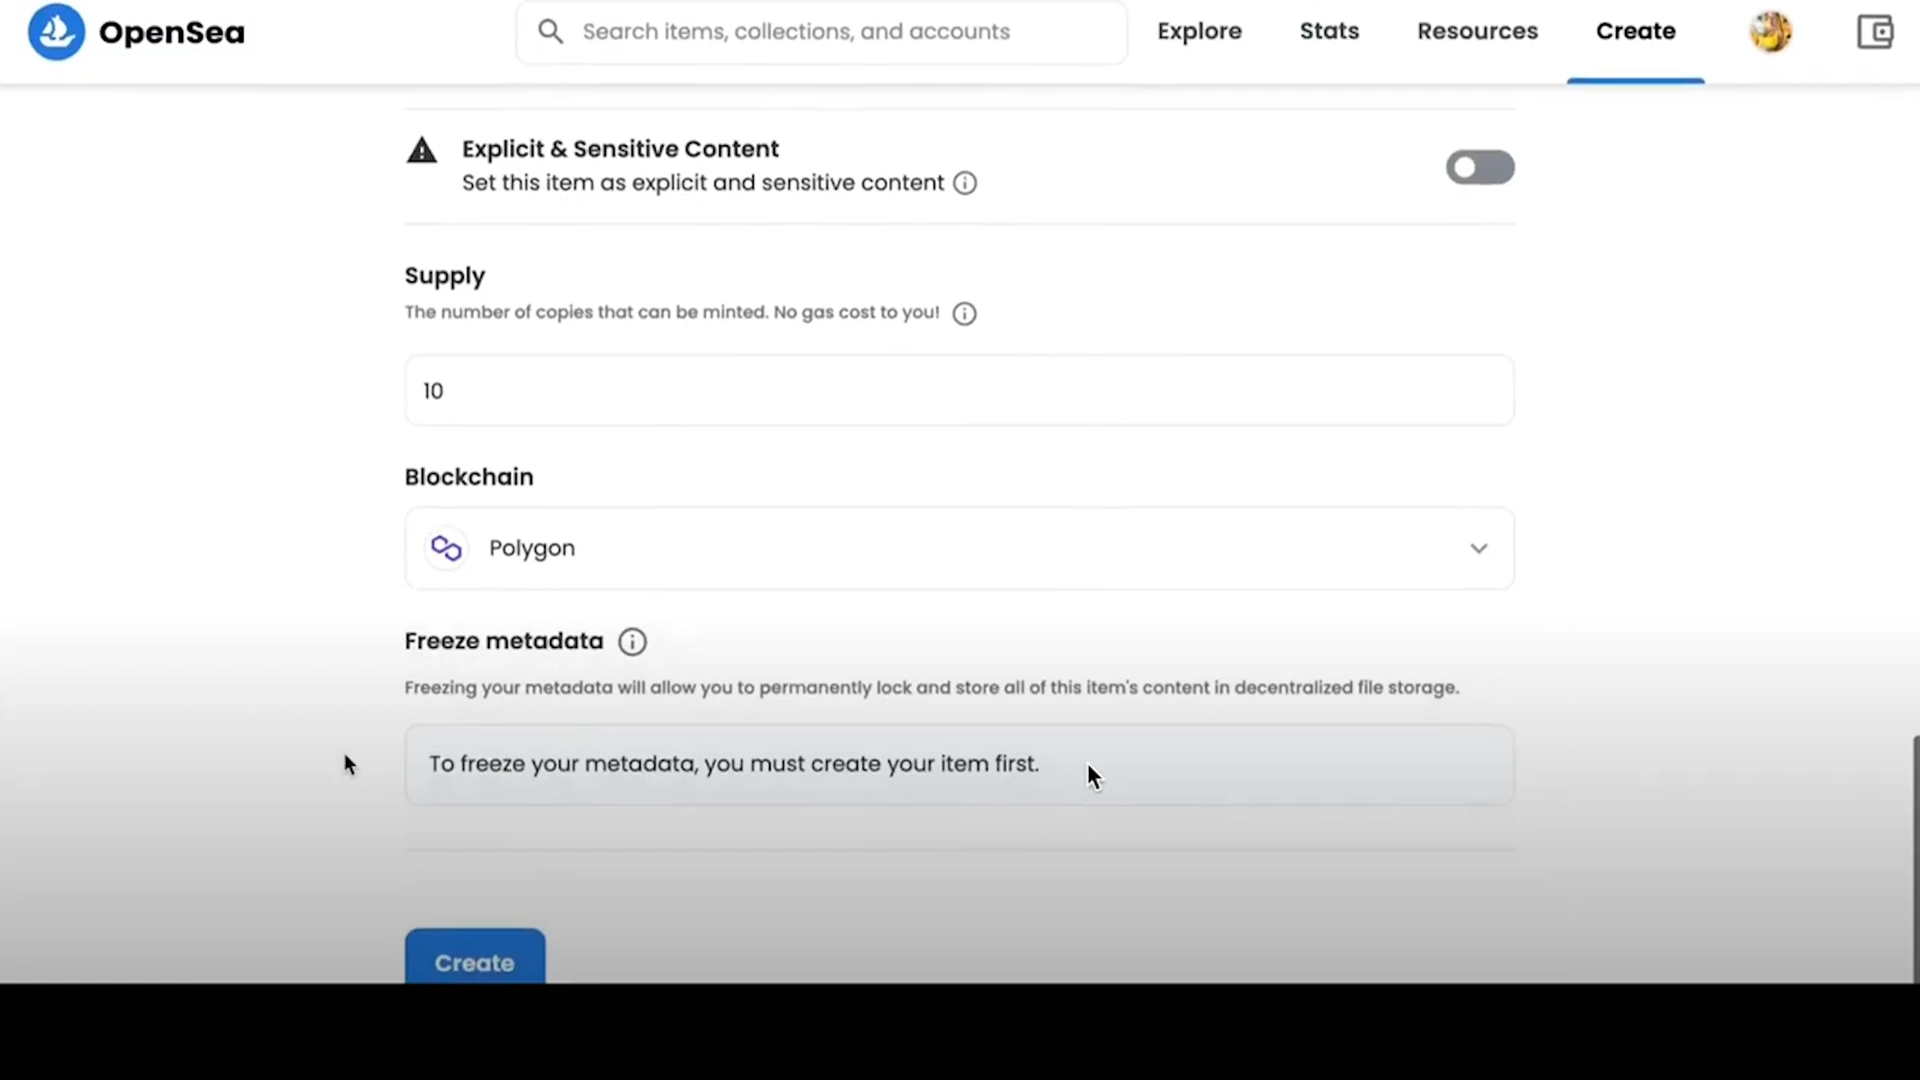 OpenSea
Search items, collections, and accounts
Explore
Stats
Resources
Create
Explicit & Sensitive Content
Set this item as explicit and sensitive content
Supply
The number of copies that can be minted. No gas cost to you!
10
Blockchain
Polygon
Freeze metadata
Freezing your metadata will allow you to permanently lock and store all of this item's content in decentralized file storage.
To freeze your metadata, you must create your item first.
Create